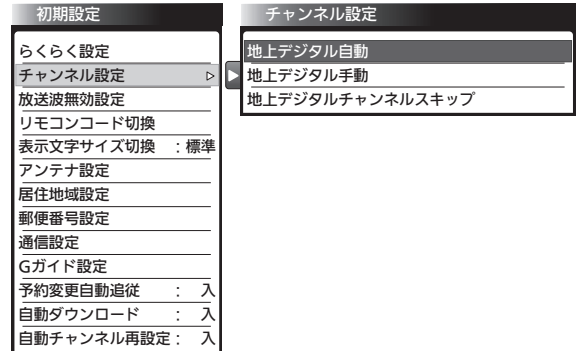 初期設定
らくらく設定
チャンネル設定
放送波無効設定
リモコンコード切換
表示文字サイズ切換 ：標準
アンテナ設定
居住地域設定
郵便番号設定
通信設定
Gガイド設定
予約変更自動追従 ： 入
自動ダウンロード ： 入
自動チャンネル再設定： 入
チャンネル設定
地上デジタル自動
地上デジタル手動
地上デジタルチャンネルスキップ